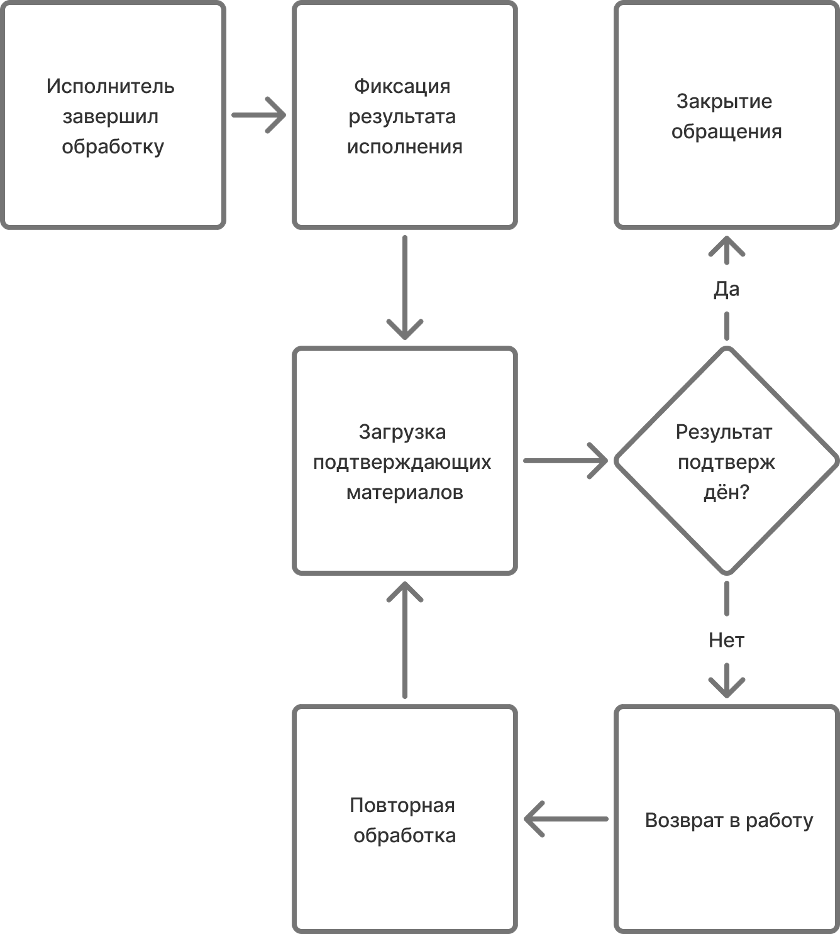 Исполнитель
завершил
обработку
Фиксация
результата
исполнения
Закрытие
обращения
Да
Загрузка
подтверждающих
материалов
Результат
подтверж
дён?
Нет
Повторная
обработка
Возврат в работу